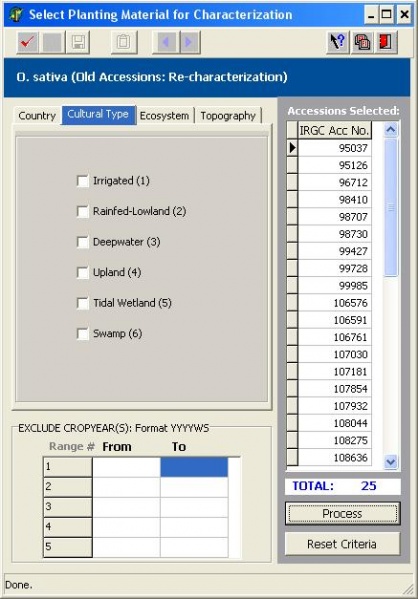 Select Planting Material for Characterization
O. sativa (Old Accessions: Re-characterization)
Country Cultural Type Ecosystem Topography
Irrigated (1)
Rainfed-Lowland (2)
Deepwater (3)
Upland (4)
Tidal Wetland (5)
Swamp (6)
EXCLUDE CROPYEAR(S): Format YYYYWS
Range # From To
1
2
3
4
5
Accessions Selected:
IRGC Acc No.
95037
95126
96712
98410
98707
98730
99427
99728
99985
106576
106591
106761
107030
107181
107854
107932
108044
108275
108636
TOTAL: 25
Process
Reset Criteria
Done.